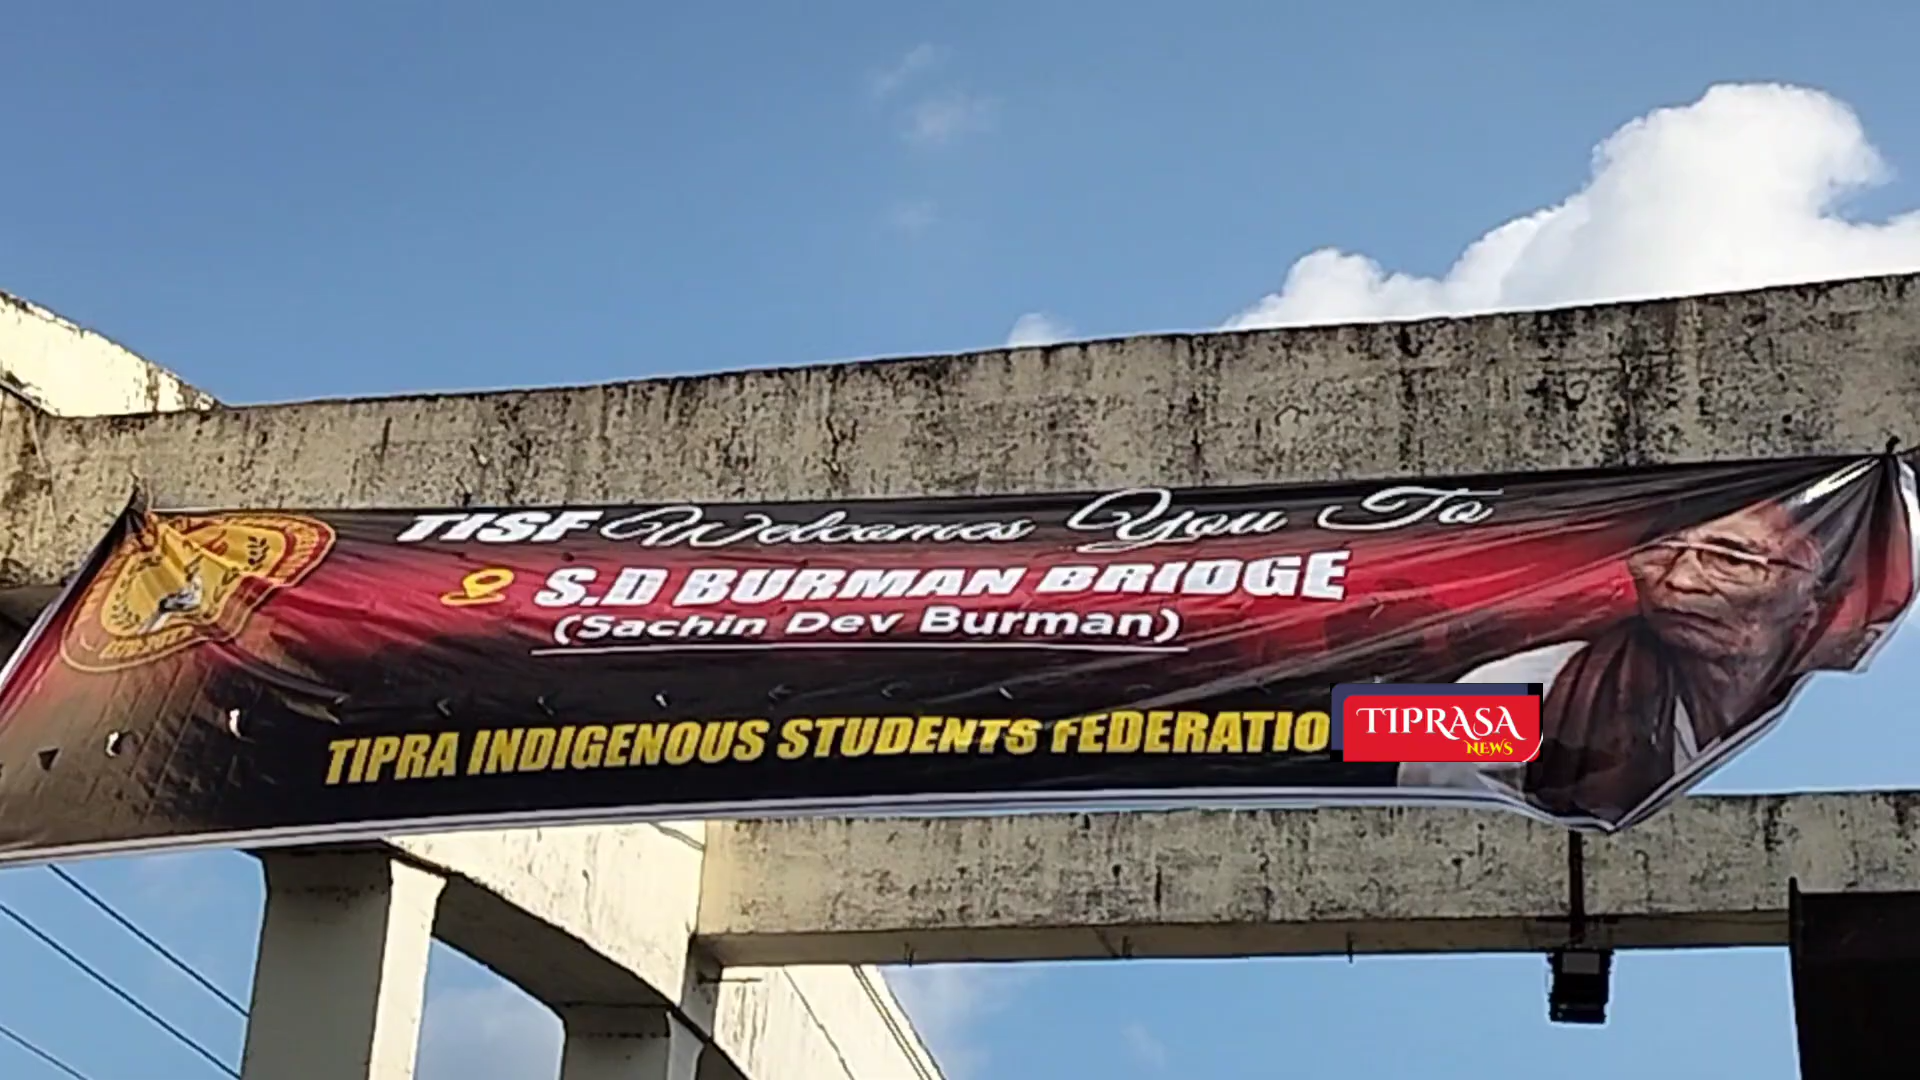 TISF Welcomes You To
S.D BURMAN BRIDGE
(Sachin Dev Burman)
TIPRA INDIGENOUS STUDENTS FEDERATIO
TIPRASA
NEWS